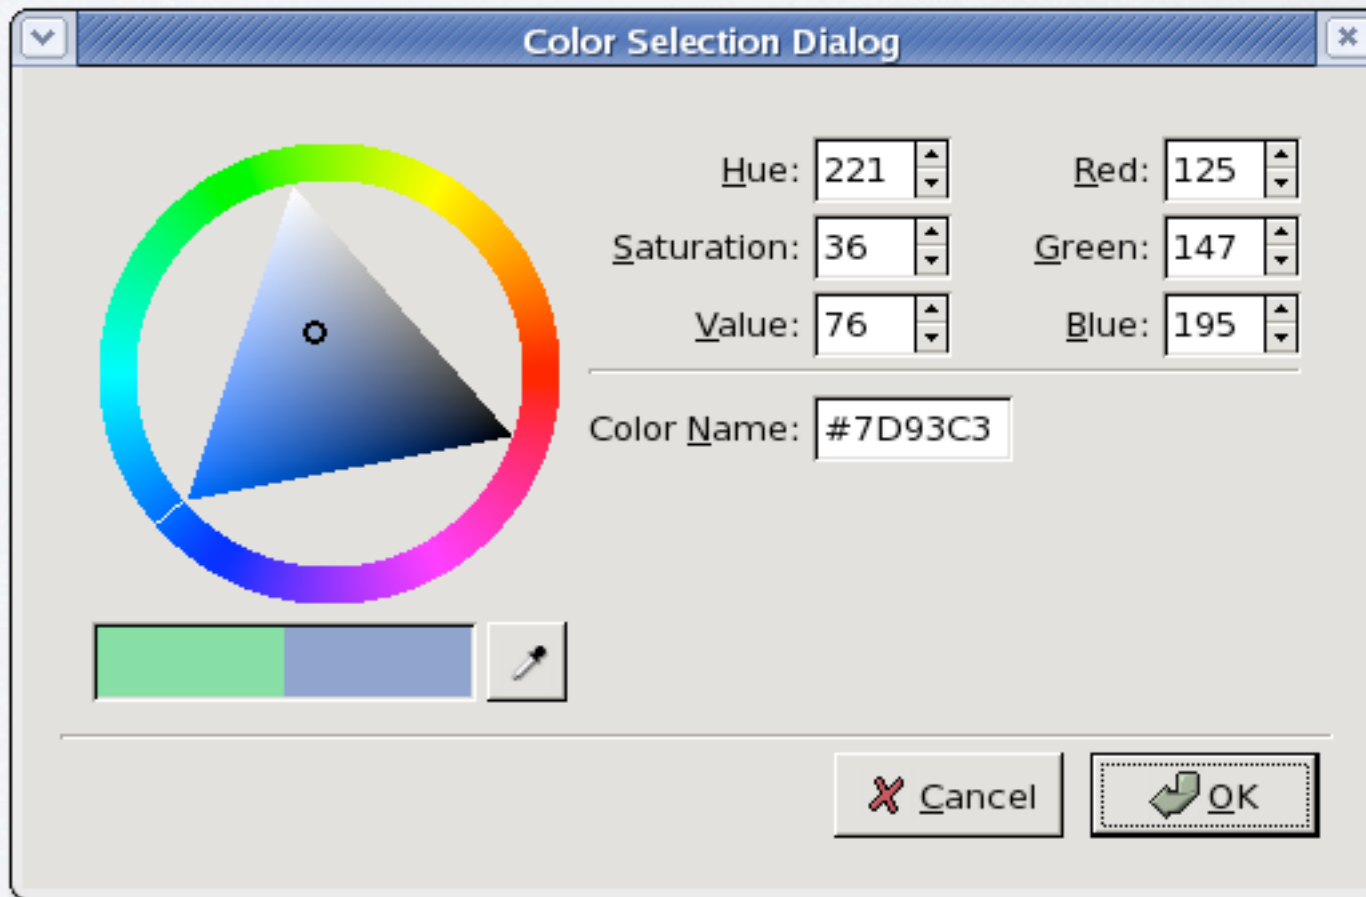 Color Selection Dialog
Hue: 221 Red: 125
Saturation: 36 Green: 147
Value: 76 Blue: 195
Color Name: #7D93C3
Cancel OK